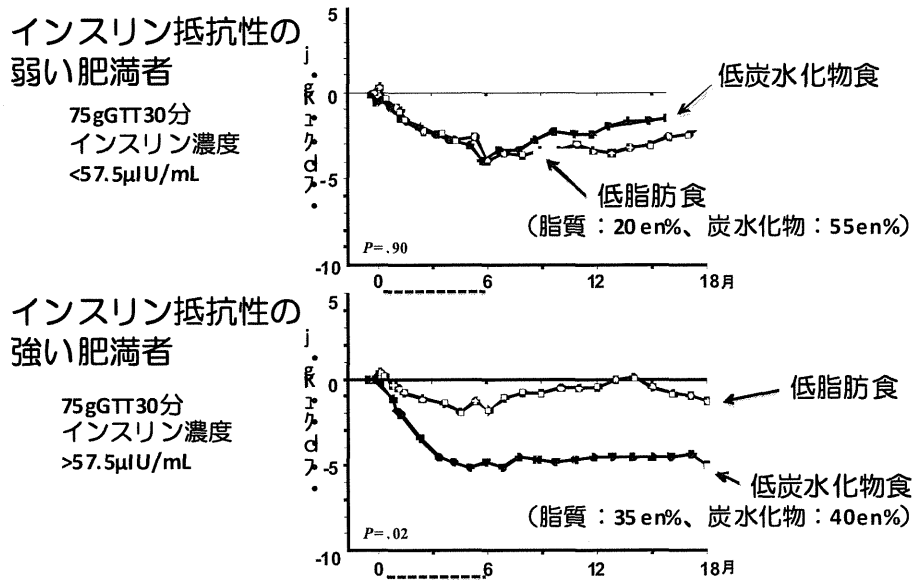 インスリン抵抗性の
弱い肥満者
75gGTT30分
インスリン濃度
<57.5μIU/mL
5
0
-5
-10
P=.90
低炭水化物食
低脂肪食
(脂質:20en%、炭水化物:55en%)
0 6 12 18月
インスリン抵抗性の
強い肥満者
75gGTT30分
インスリン濃度
>57.5μIU/mL
5
0
-5
-10
P=.02
低脂肪食
低炭水化物食
(脂質:35en%、炭水化物:40en%)
0 6 12 18月